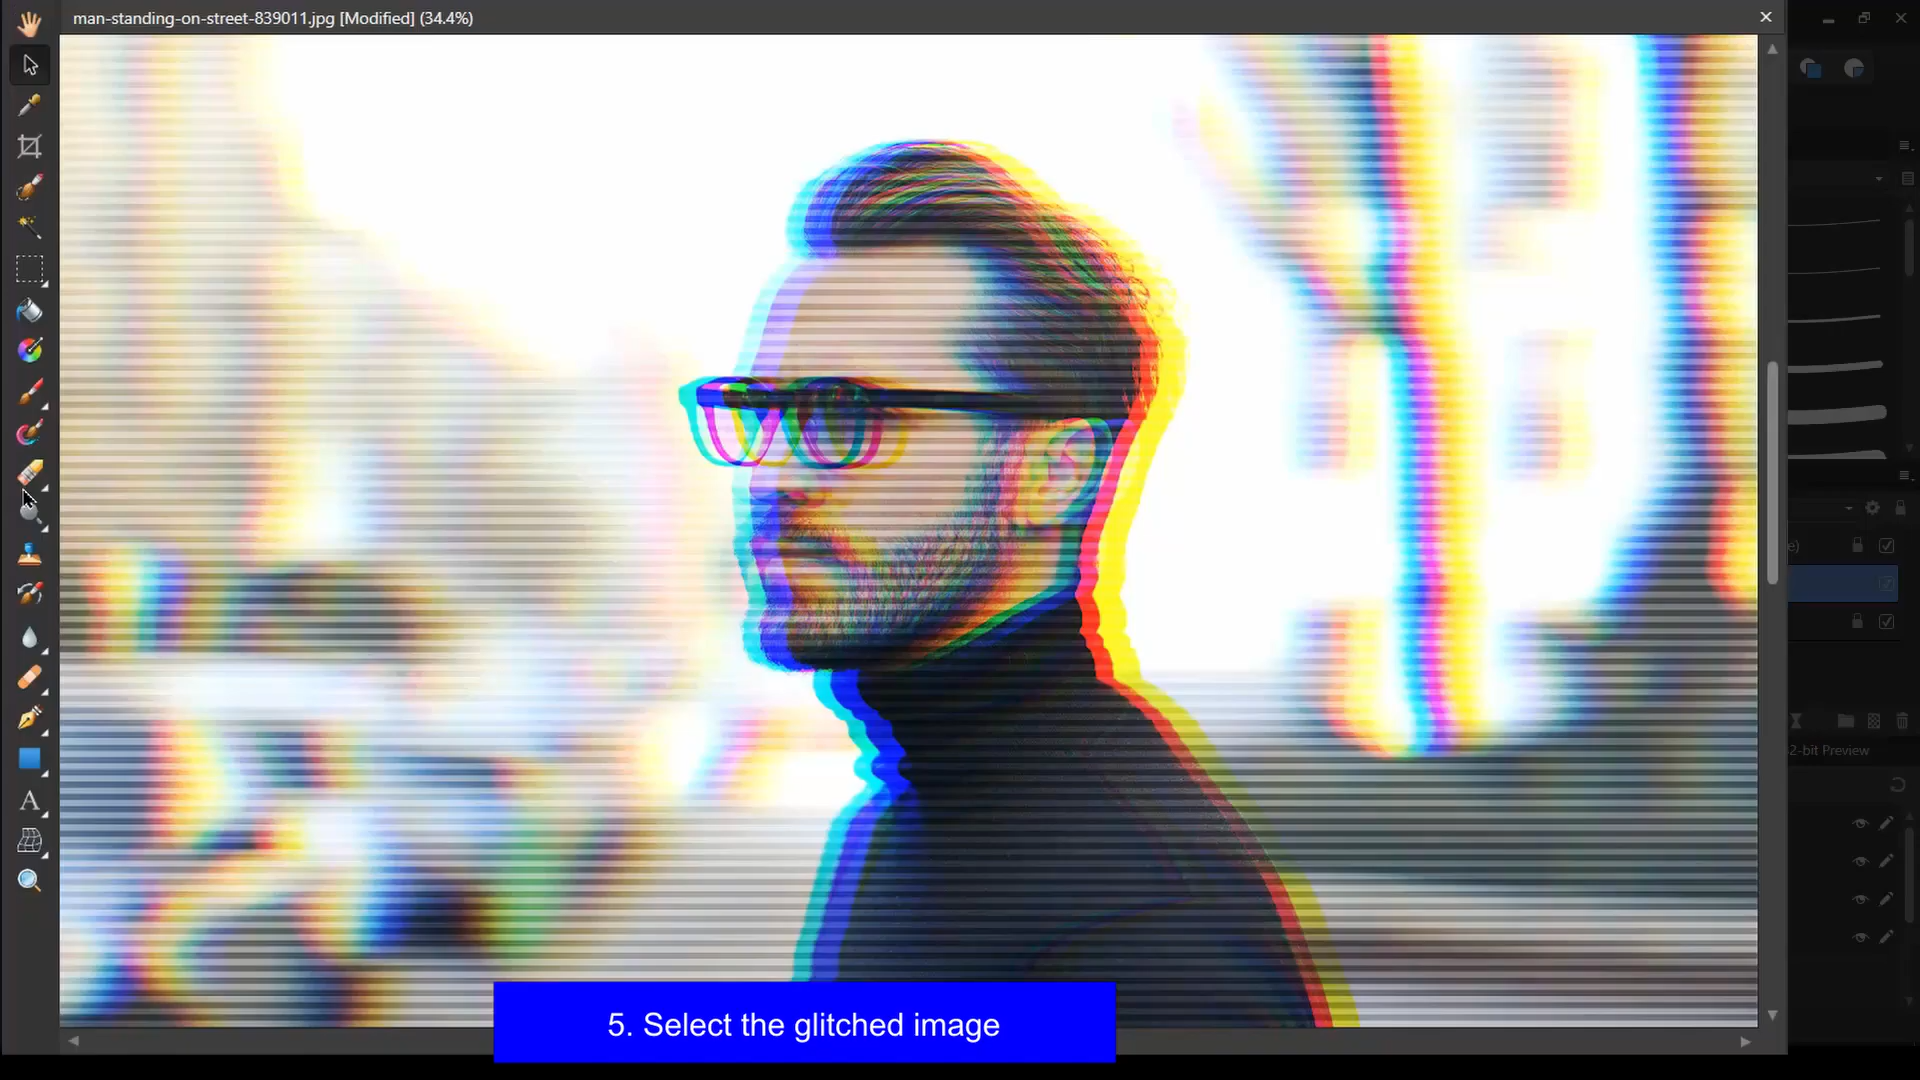 man-standing-on-street-839011.jpg [Modified] (34.4%)
e)
2-bit Preview
A
5. Select the glitched image